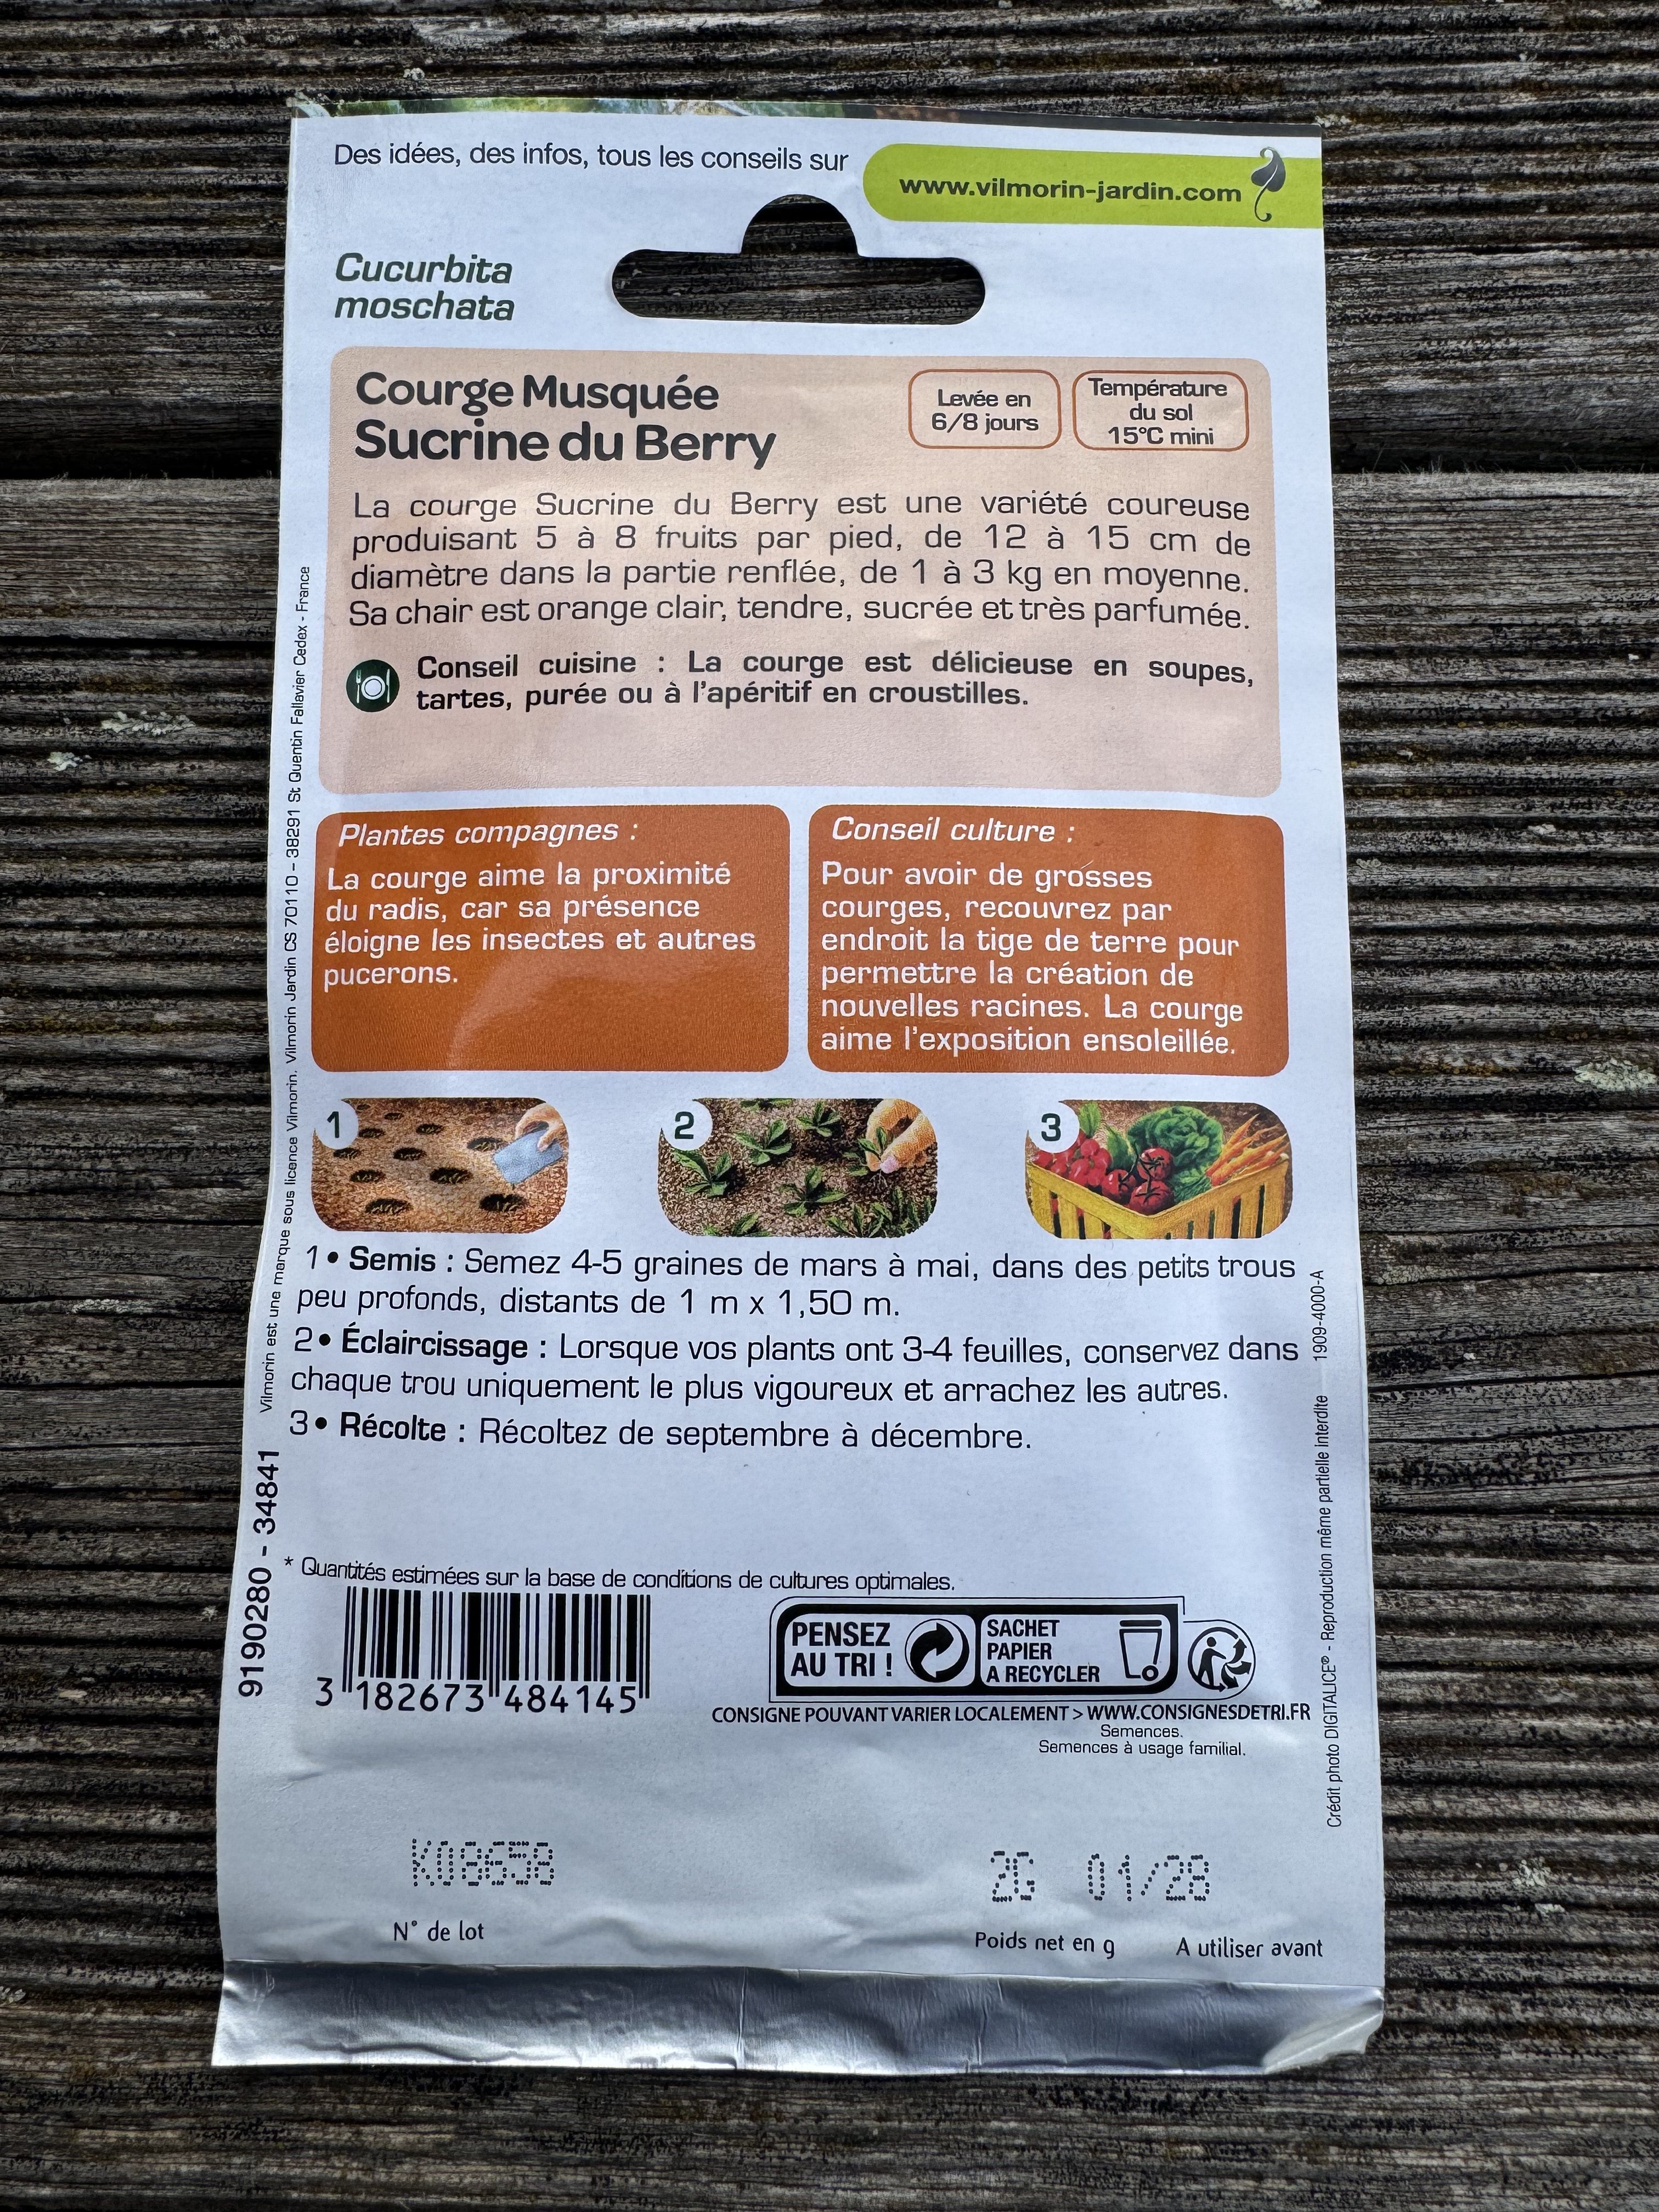 Des idées, des infos, tous les conseils sur
www.vilmorin-jardin.com
Cucurbita
moschata
Courge Musquée
Sucrine du Berry
Levée en
6/8 jours
Température
du sol
15°C mini
La courge Sucrine du Berry est une variété coureuse
produisant 5 à 8 fruits par pied, de 12 à 15 cm de
diamètre dans la partie renflée, de 1 à 3 kg en moyenne.
Sa chair est orange clair, tendre, sucrée et très parfumée.
Conseil cuisine : La courge est délicieuse en soupes,
tartes, purée ou à l'apéritif en croustilles.
Plantes compagnes :
La courge aime la proximité
du radis, car sa présence
éloigne les insectes et autres
pucerons.
Conseil culture :
Pour avoir de grosses
courges, recouvrez par
endroit la tige de terre pour
permettre la création de
nouvelles racines. La courge
aime l'exposition ensoleillée.
1
2
3
1• Semis : Semez 4-5 graines de mars à mai, dans des petits trous
peu profonds, distants de 1 m x 1,50 m.
2• Éclaircissage : Lorsque vos plants ont 3-4 feuilles, conservez dans
chaque trou uniquement le plus vigoureux et arrachez les autres.
3• Récolte : Récoltez de septembre à décembre.
* Quantités estimées sur la base de conditions de cultures optimales.
3 182673 484145
PENSEZ
AU TRI !
SACHET
PAPIER
A RECYCLER
CONSIGNE POUVANT VARIER LOCALEMENT > WWW.CONSIGNESDETRI.FR
Semences.
Semences à usage familial.
K08658
N° de lot
2G 01/28
Poids net en g A utiliser avant
9190280 - 34841
Vilmorin est une marque sous licence Vilmorin. Vilmorin Jardin CS 70110 - 38291 St Quentin Fallavier Cedex - France
Crédit photo DIGITALICE® - Reproduction même partielle interdite 1909-4000-A